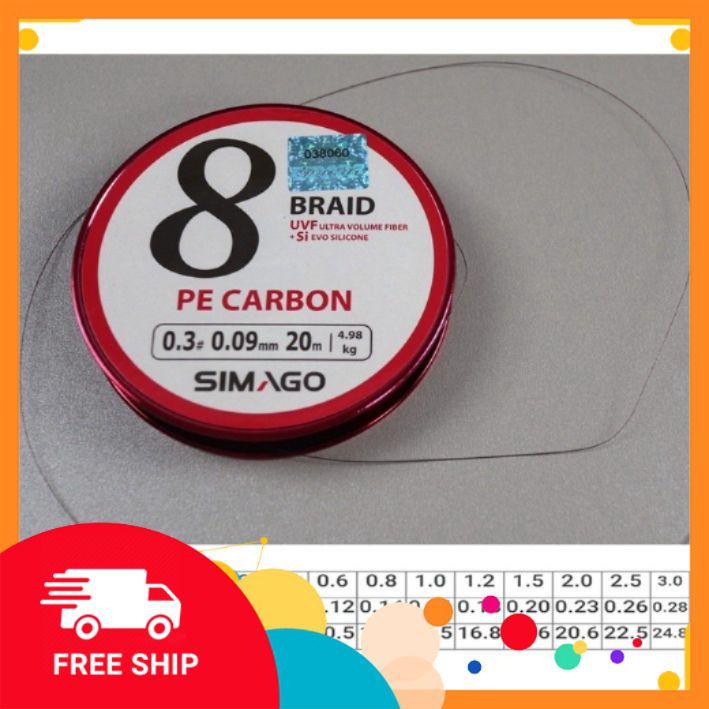 038060
8
BRAID
UVF ULTRA VOLUME FIBER
+ Si EVO SILICONE
PE CARBON
0.3# 0.09mm 20m 4.98 kg
SIMAGO
0.6 0.8 1.0 1.2 1.5 2.0 2.5 3.0
.12 0.20 0.23 0.26 0.28
16.8 20.6 22.5 24.8
FREE SHIP